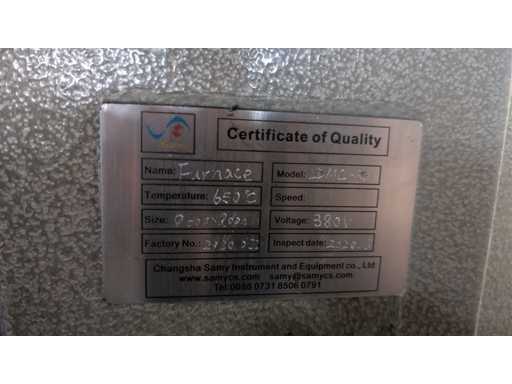 Certificate of Quality
Name: Furnace
Model:
Temperature: 650℃
Speed:
Size:
Voltage: 380V
Factory No.:
Inspect date:
Changsha Samy Instrument and Equipment co., Ltd
www.samycs.com samy@samycs.com
Tel: 0086 0731 8506 0791